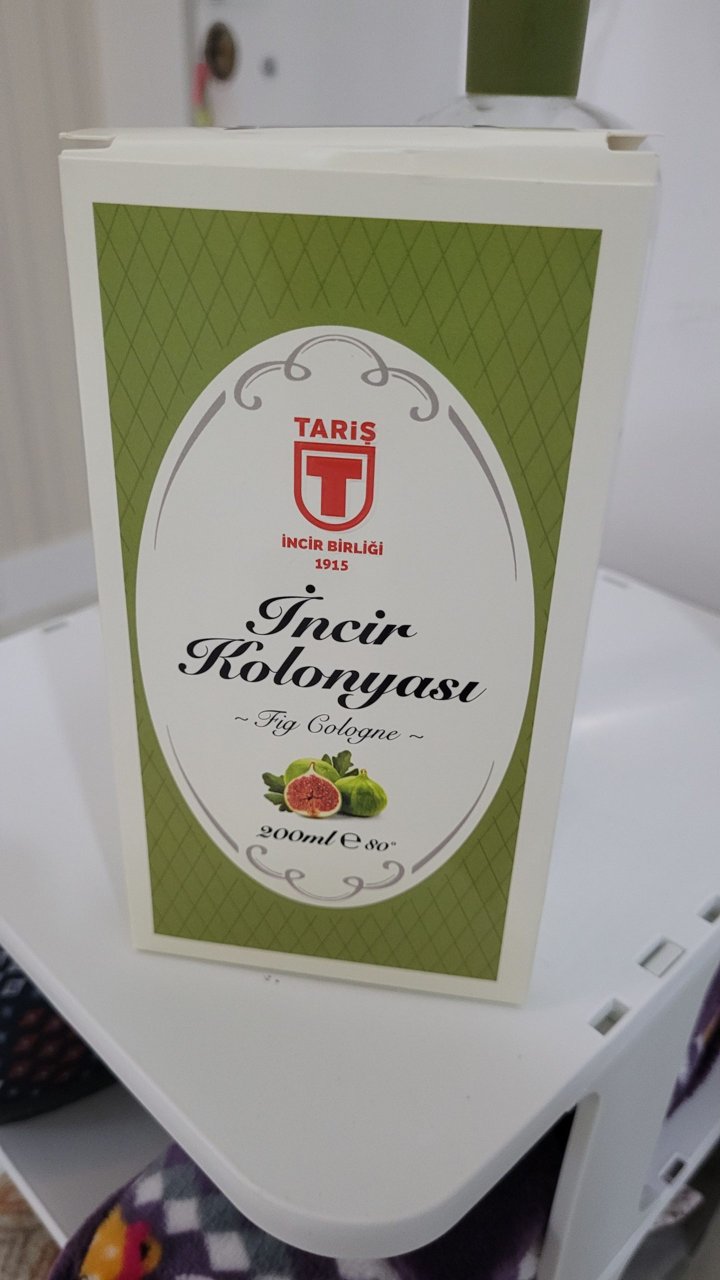 TARİŞ
T
İNCİR BİRLİĞİ
1915
İncir
Kolonyası
~ Fig Cologne ~
200ml ℮ 80°